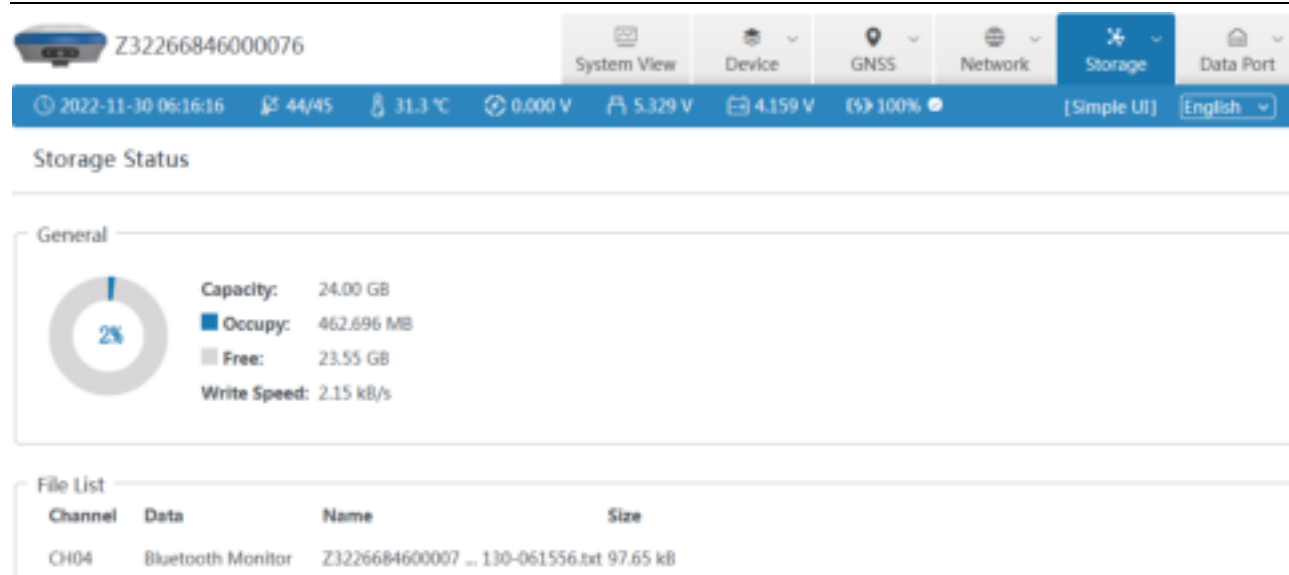 Z32266846000076
System View
Device
GNSS
Network
Storage
Data Port
2022-11-30 06:16:16 44/45 31.3 ℃ 0.000 V 5.329 V 4.159 V 100% [Simple UI] English
Storage Status
General
2%
Capacity: 24.00 GB
Occupy: 462.696 MB
Free: 23.55 GB
Write Speed: 2.15 kB/s
File List
Channel Data Name Size
CH04 Bluetooth Monitor Z3226684600007 ... 130-061556.txt 97.65 kB